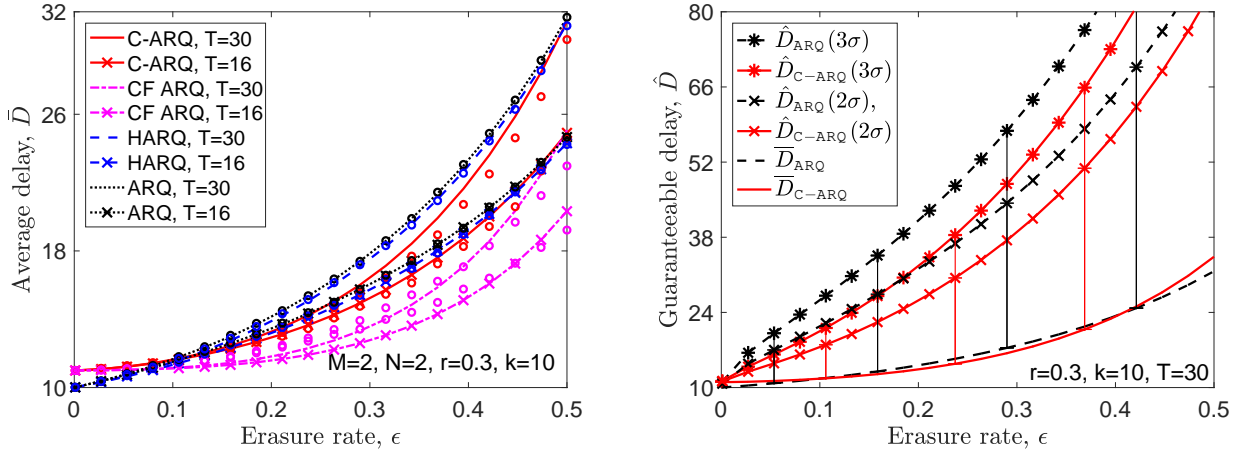 32
26
18
10
Average delay, D̅
C-ARQ, T=30
C-ARQ, T=16
CF ARQ, T=30
CF ARQ, T=16
HARQ, T=30
HARQ, T=16
ARQ, T=30
ARQ, T=16
M=2, N=2, r=0.3, k=10
0 0.1 0.2 0.3 0.4 0.5
Erasure rate, ϵ
80
66
52
38
24
10
Guaranteeable delay, D̂
D̂ARQ(3σ)
D̂C−ARQ(3σ)
D̂ARQ(2σ),
D̂C−ARQ(2σ)
D̅ARQ
D̅C−ARQ
r=0.3, k=10, T=30
0 0.1 0.2 0.3 0.4 0.5
Erasure rate, ϵ